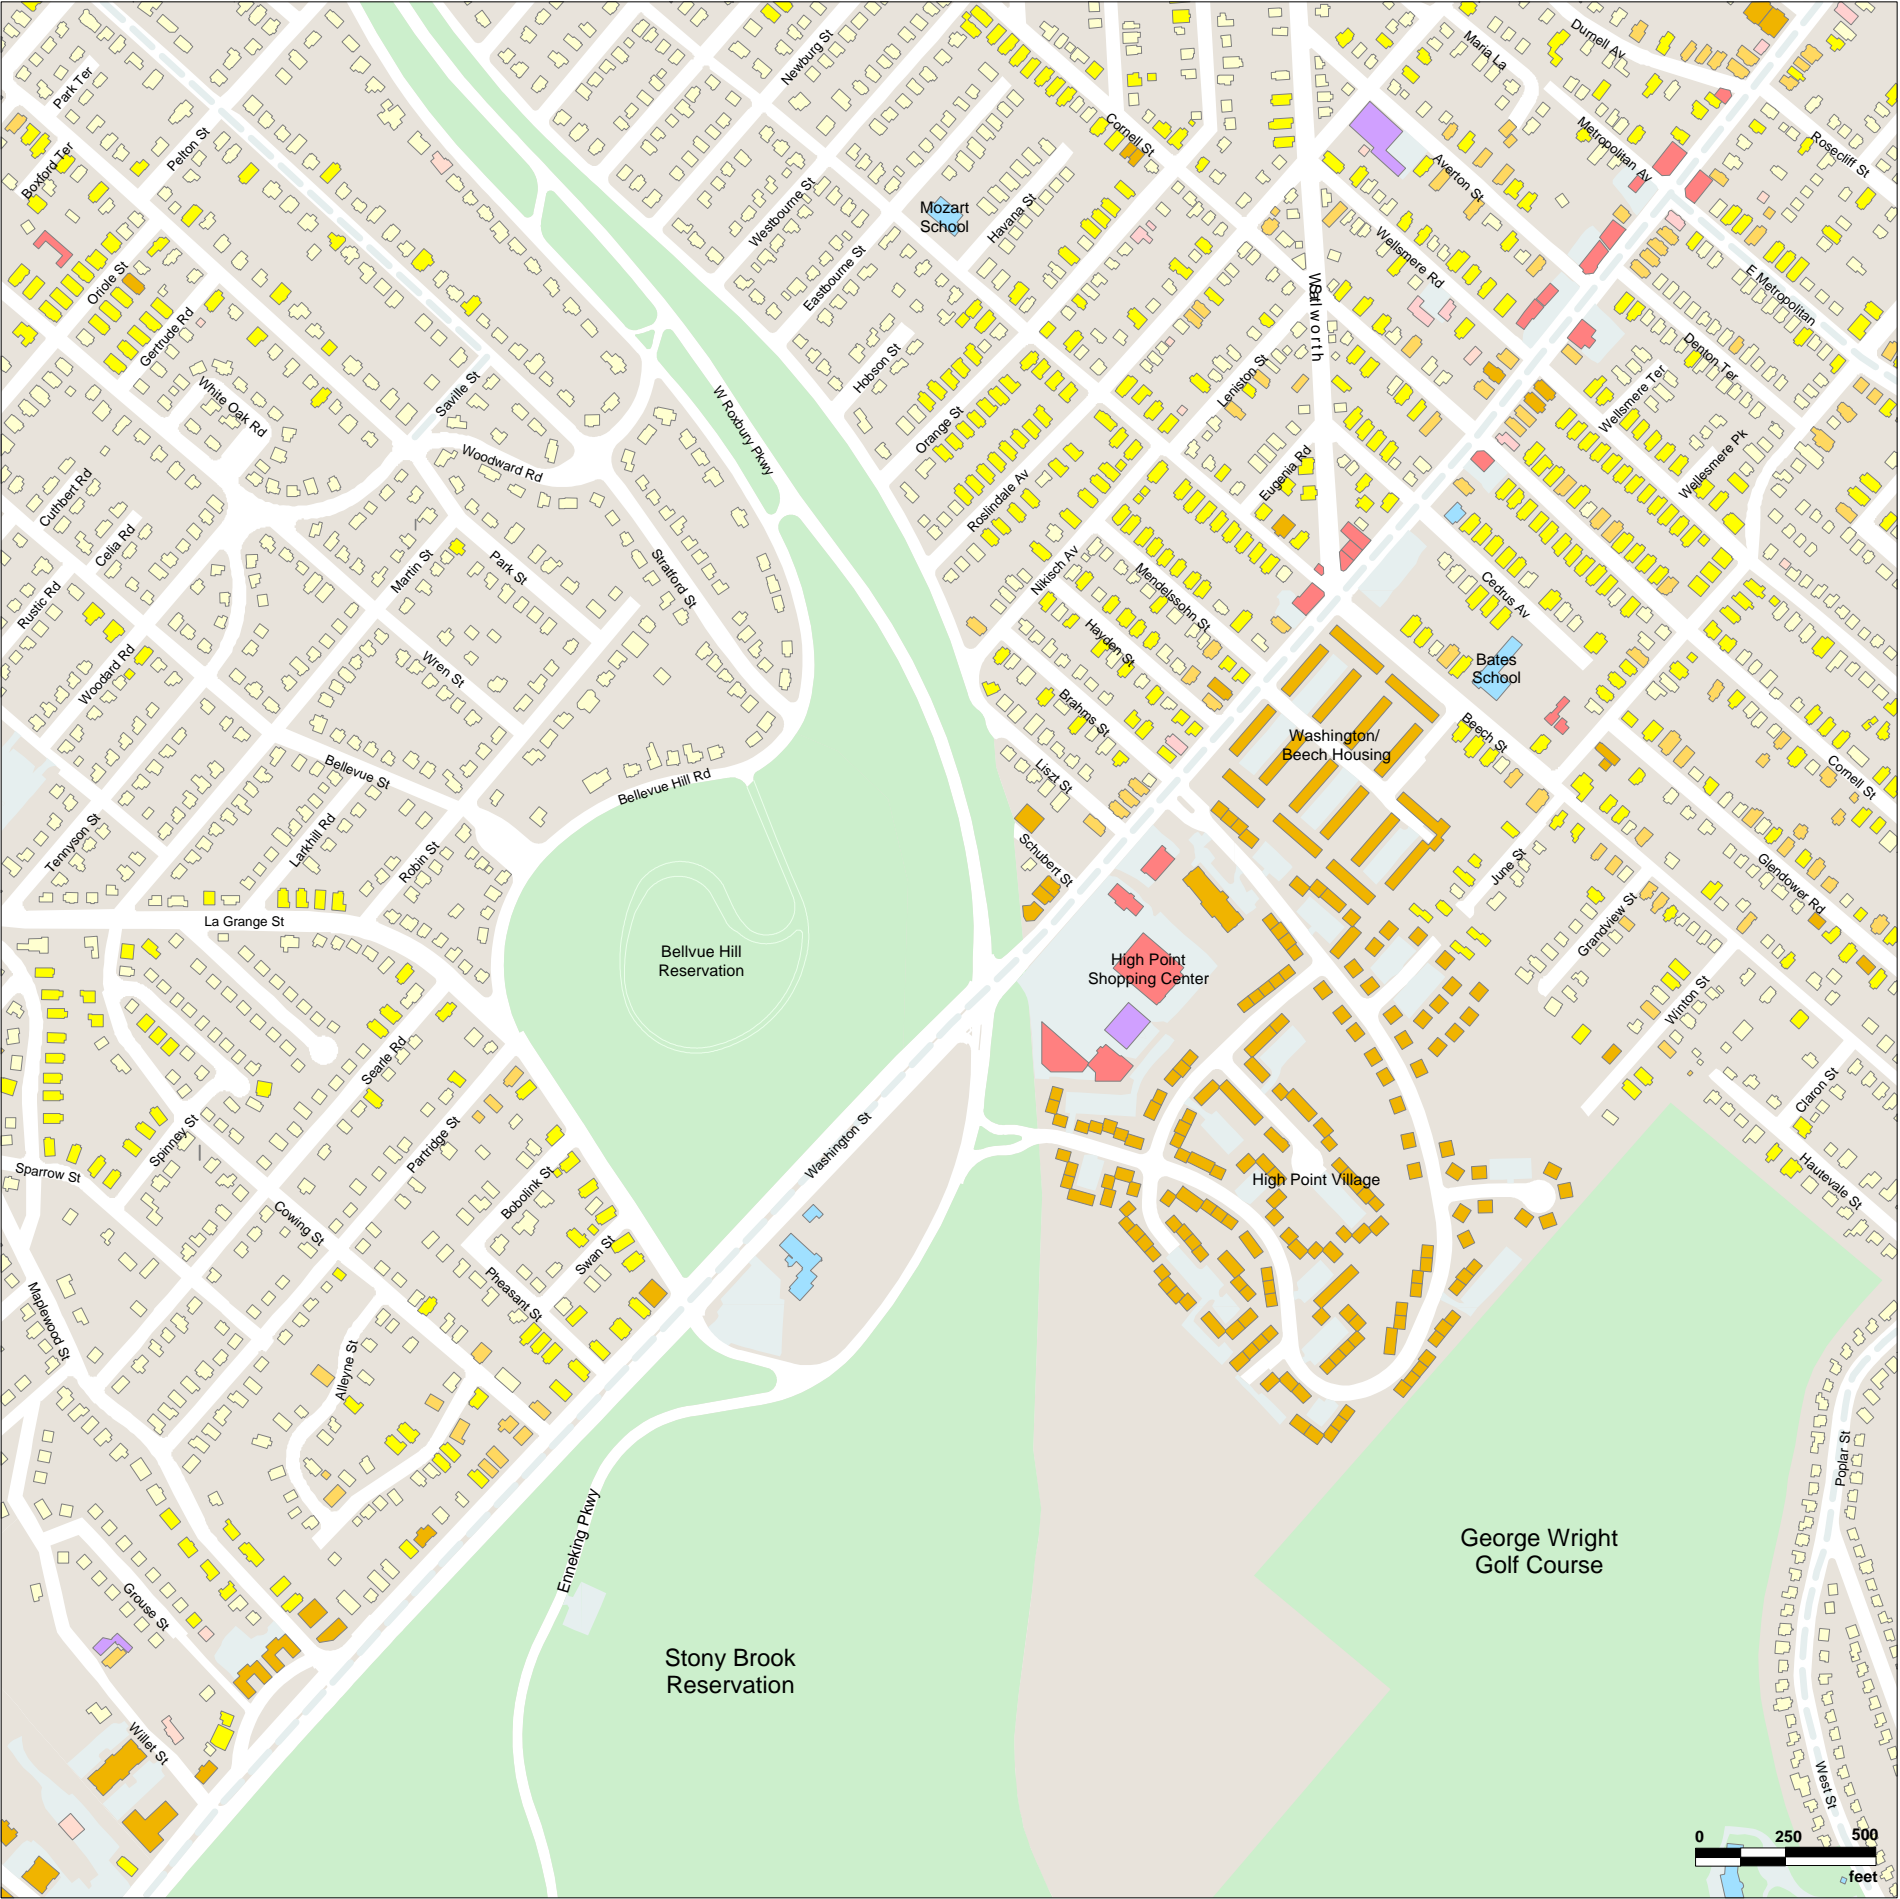 Durnell Av
Maria La
Newburg St
Park Ter
Cornell St
Metropolitan Av
Rosecliff St
Pelton St
Boxford Ter
Averton St
Mozart
School
Westbourne St
Havana St
Wellsmere Rd
Eastbourne St
Oriole St
E Metropolitan
Walworth
Gertrude Rd
Denton Ter
Hobson St
Leniston St
White Oak Rd
Saville St
Wellsmere Ter
W Roxbury Pkwy
Orange St
Woodward Rd
Wellesmere Pk
Eugenia Rd
Cuthbert Rd
Roslindale Av
Celia Rd
Martin St
Park St
Stratford St
Nikisch Av
Mendelssohn St
Cedrus Av
Rustic Rd
Hayden St
Wren St
Woodard Rd
Bates
School
Brahms St
Washington/
Beech Housing
Beech St
Liszt St
Bellevue St
Bellevue Hill Rd
Cornell St
Tennyson St
Larkhill Rd
Robin St
Schubert St
June St
Glendower Rd
La Grange St
Grandview St
Bellvue Hill
Reservation
High Point
Shopping Center
Winton St
Searle Rd
Claron St
Partridge St
Spinney St
Washington St
Sparrow St
High Point Village
Hautevale St
Bobolink St
Cowing St
Swan St
Pheasant St
Maplewood St
Alleyne St
Poplar St
Enneking Pkwy
George Wright
Golf Course
Grouse St
Stony Brook
Reservation
Willet St
West St
0 250 500
feet